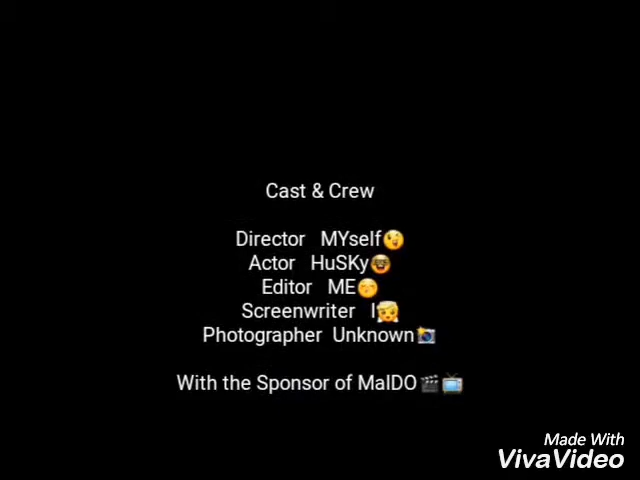 Cast & Crew
Director MYself😲
Actor HuSKy🤓
Editor ME😚
Screenwriter I👼
Photographer Unknown📸
With the Sponsor of MaIDO🎬📺
Made With
VivaVideo